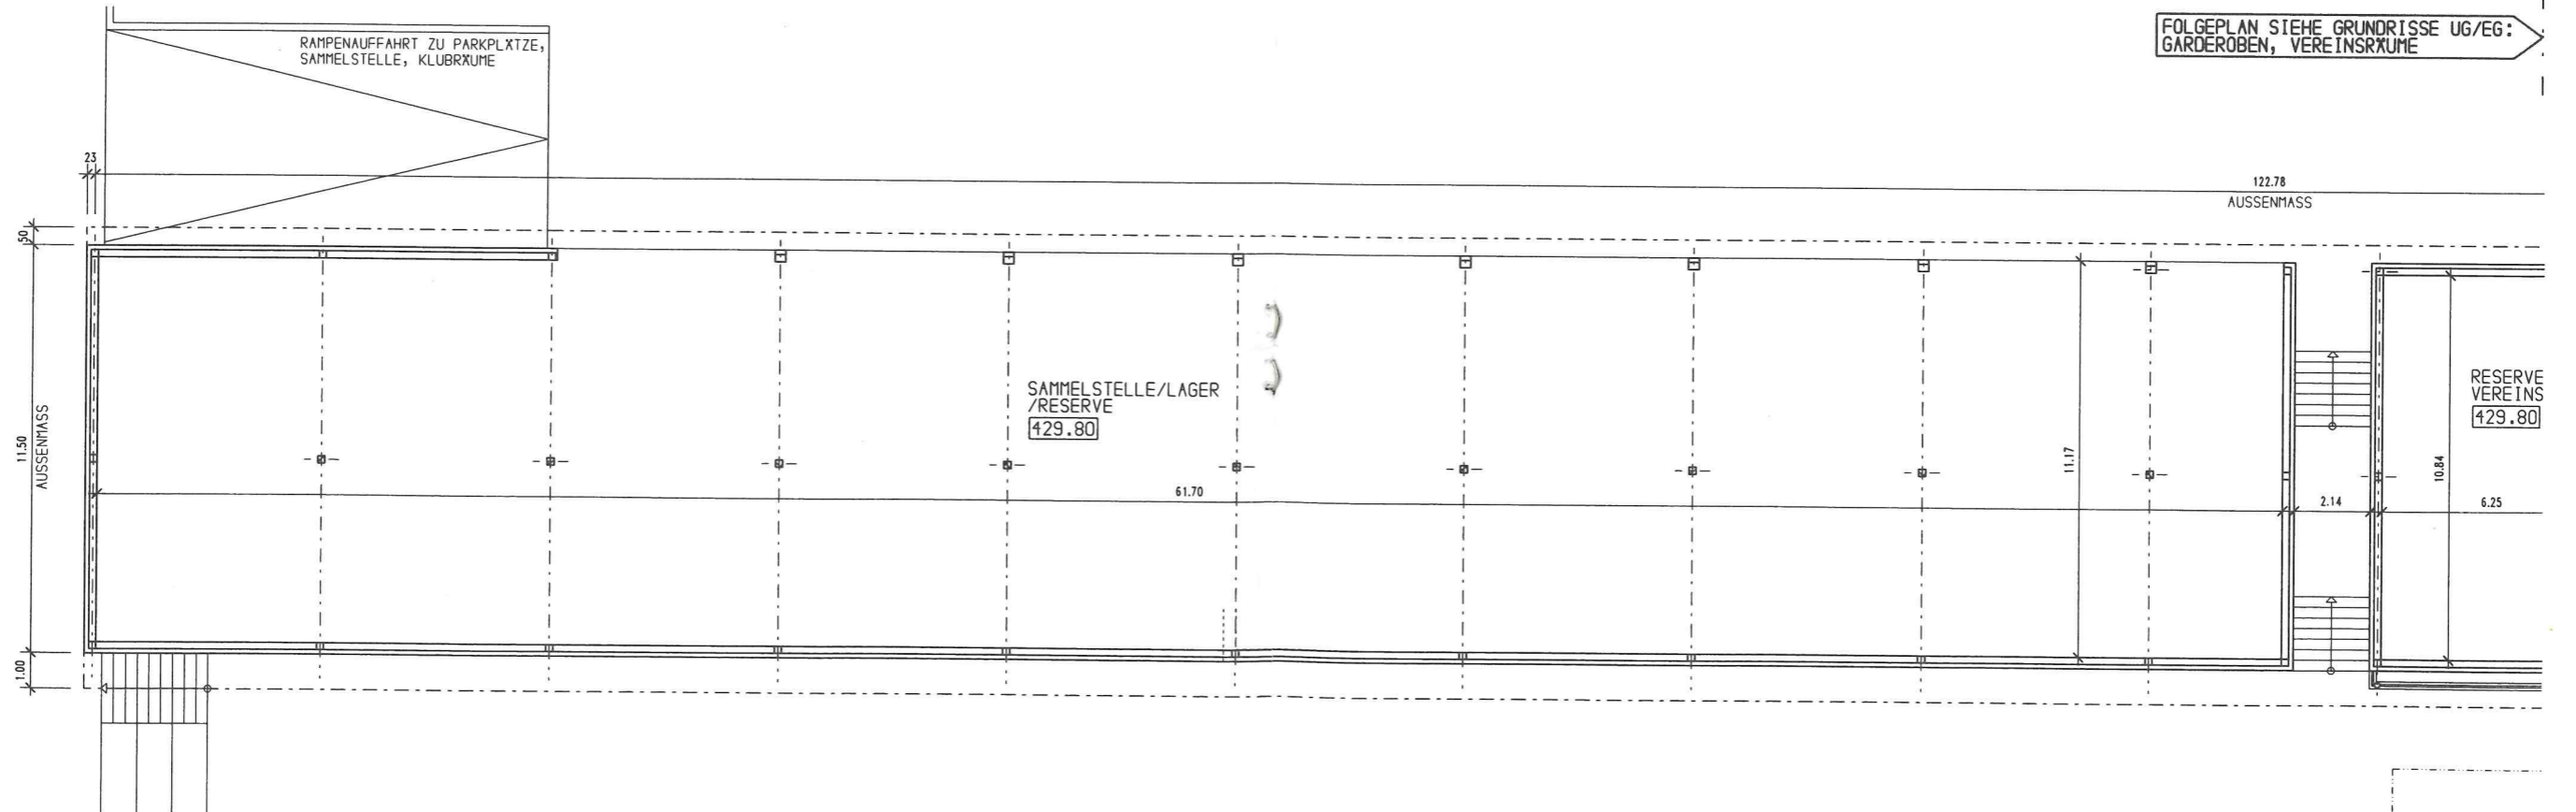 RAMPENAUFFAHRT ZU PARKPLÄTZE,
SAMMELSTELLE, KLUBRÄUME
FOLGEPLAN SIEHE GRUNDRISSE UG/EG:
GARDEROBEN, VEREINSRÄUME
23
122.78
AUSSENMASS
50
11.50
AUSSENMASS
1.00
SAMMELSTELLE/LAGER
/RESERVE
429.80
61.70
11.17
2.14
10.84
6.25
RESERVE
VEREINS
429.80